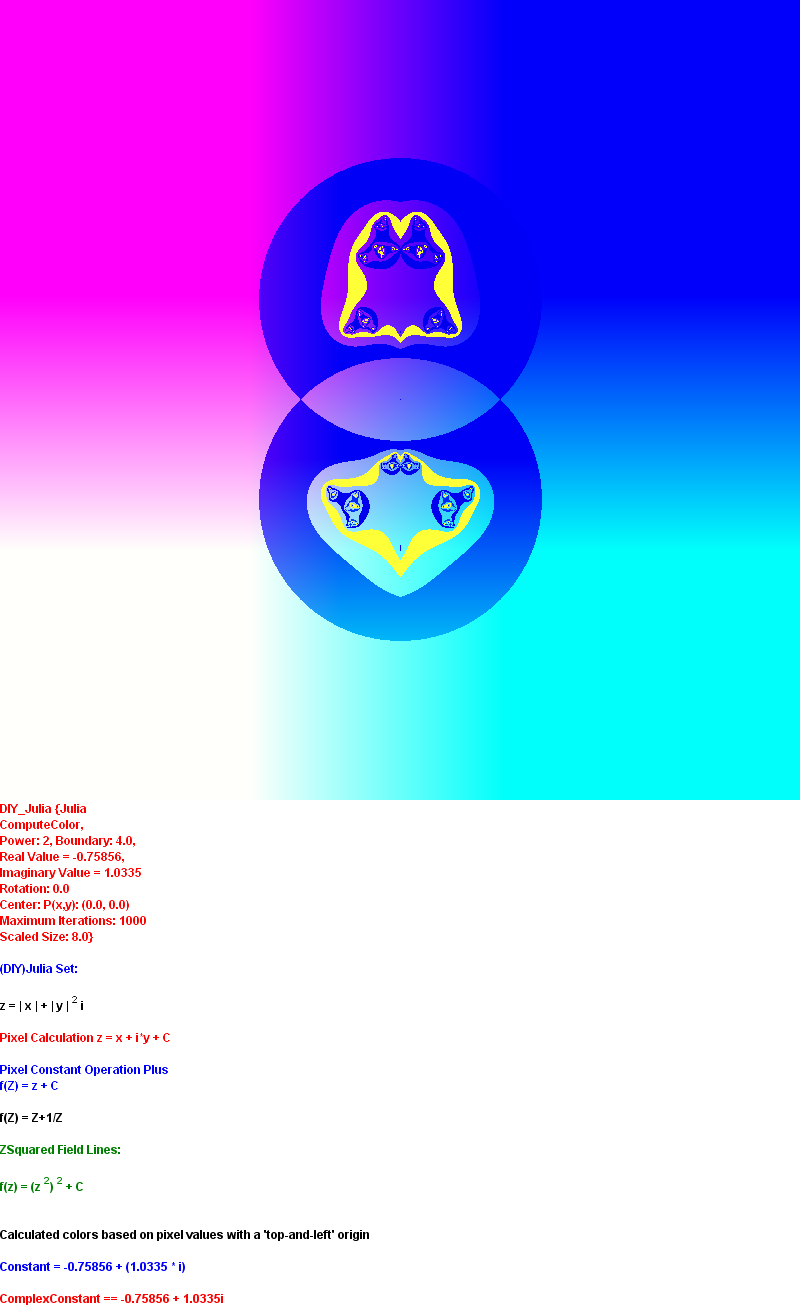 DIY_Julia {Julia
ComputeColor,
Power: 2, Boundary: 4.0,
Real Value = -0.75856,
Imaginary Value = 1.0335
Rotation: 0.0
Center: P(x,y): (0.0, 0.0)
Maximum Iterations: 1000
Scaled Size: 8.0}
(DIY)Julia Set:
z = | x | + | y | ² i
Pixel Calculation z = x + i*y + C
Pixel Constant Operation Plus
f(Z) = z + C
f(Z) = Z+1/Z
ZSquared Field Lines:
f(z) = (z ²) ² + C
Calculated colors based on pixel values with a 'top-and-left' origin
Constant = -0.75856 + (1.0335 * i)
ComplexConstant == -0.75856 + 1.0335i